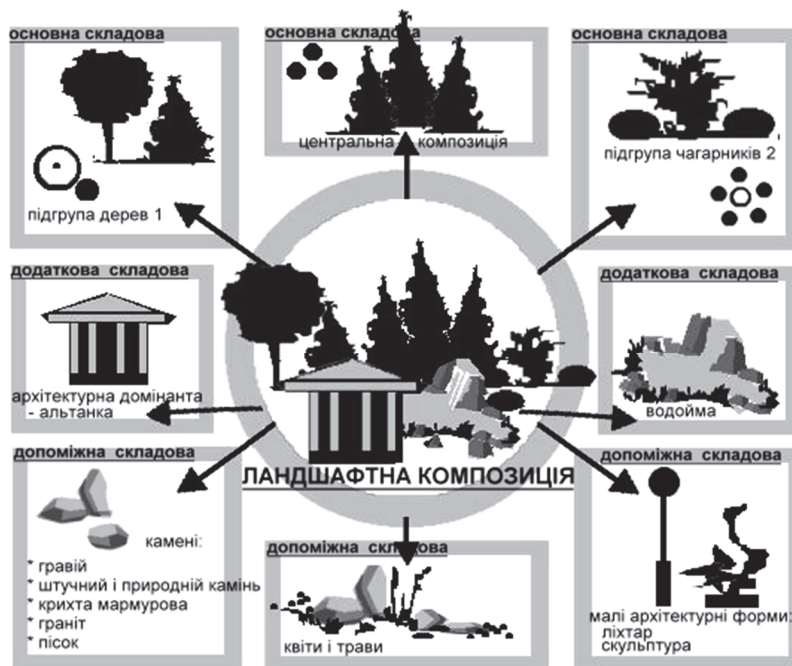 основна складова
підгрупа дерев 1
основна складова
центральна композиція
основна складова
підгрупа чагарників 2
додаткова складова
архітектурна домінанта
- альтанка
додаткова складова
водойма
ЛАНДШАФТНА КОМПОЗИЦІЯ
допоміжна складова
камені:
* гравій
* штучний і природній камінь
* крихта мармурова
* граніт
* пісок
допоміжна складова
квіти і трави
допоміжна складова
малі архітектурні форми:
ліхтар
скульптура